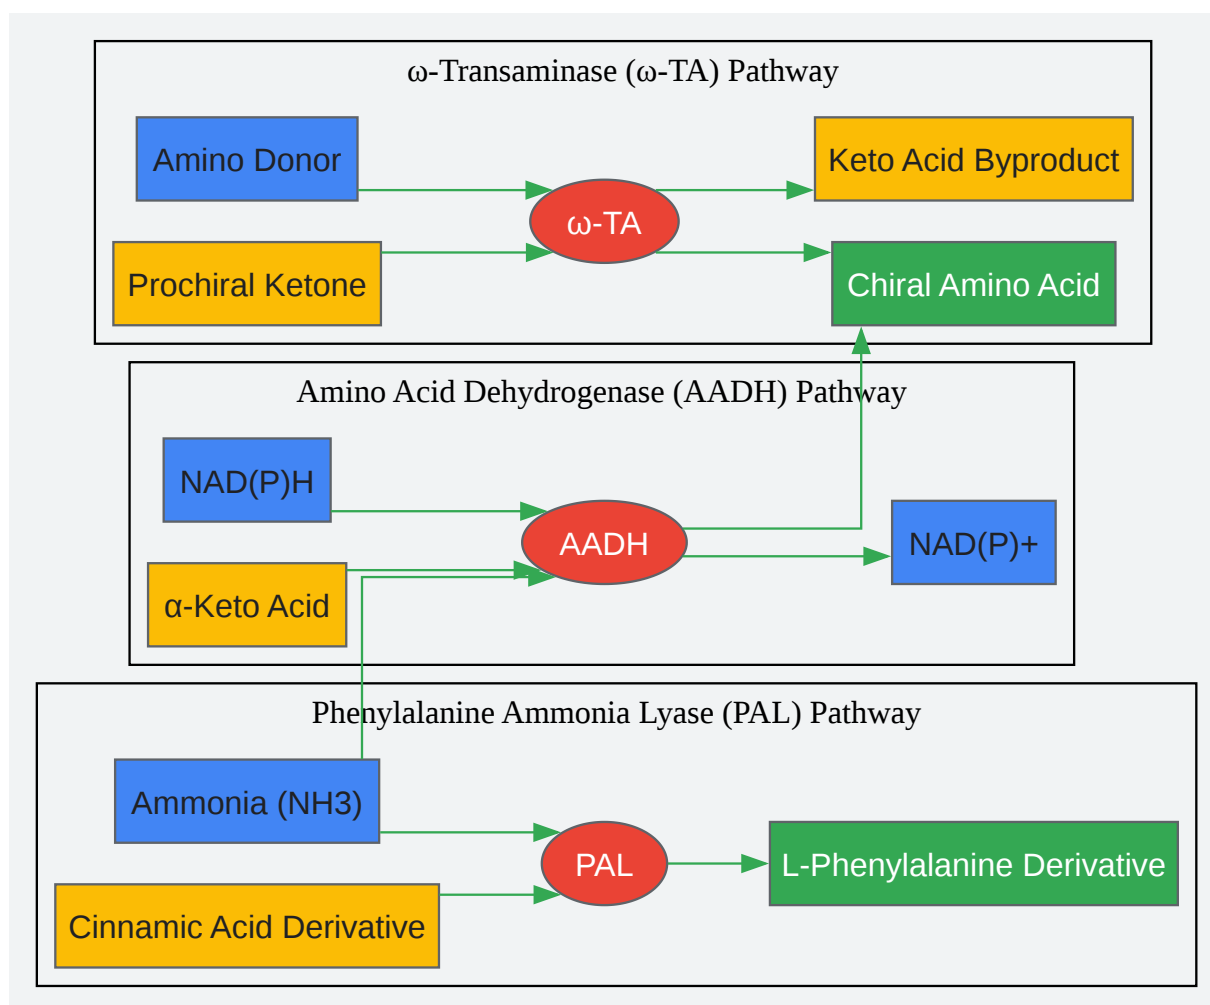 ω-Transaminase (ω-TA) Pathway
Amino Donor
Keto Acid Byproduct
ω-TA
Prochiral Ketone
Chiral Amino Acid
Amino Acid Dehydrogenase (AADH) Pathway
NAD(P)H
AADH
NAD(P)+
α-Keto Acid
Phenylalanine Ammonia Lyase (PAL) Pathway
Ammonia (NH3)
PAL
L-Phenylalanine Derivative
Cinnamic Acid Derivative